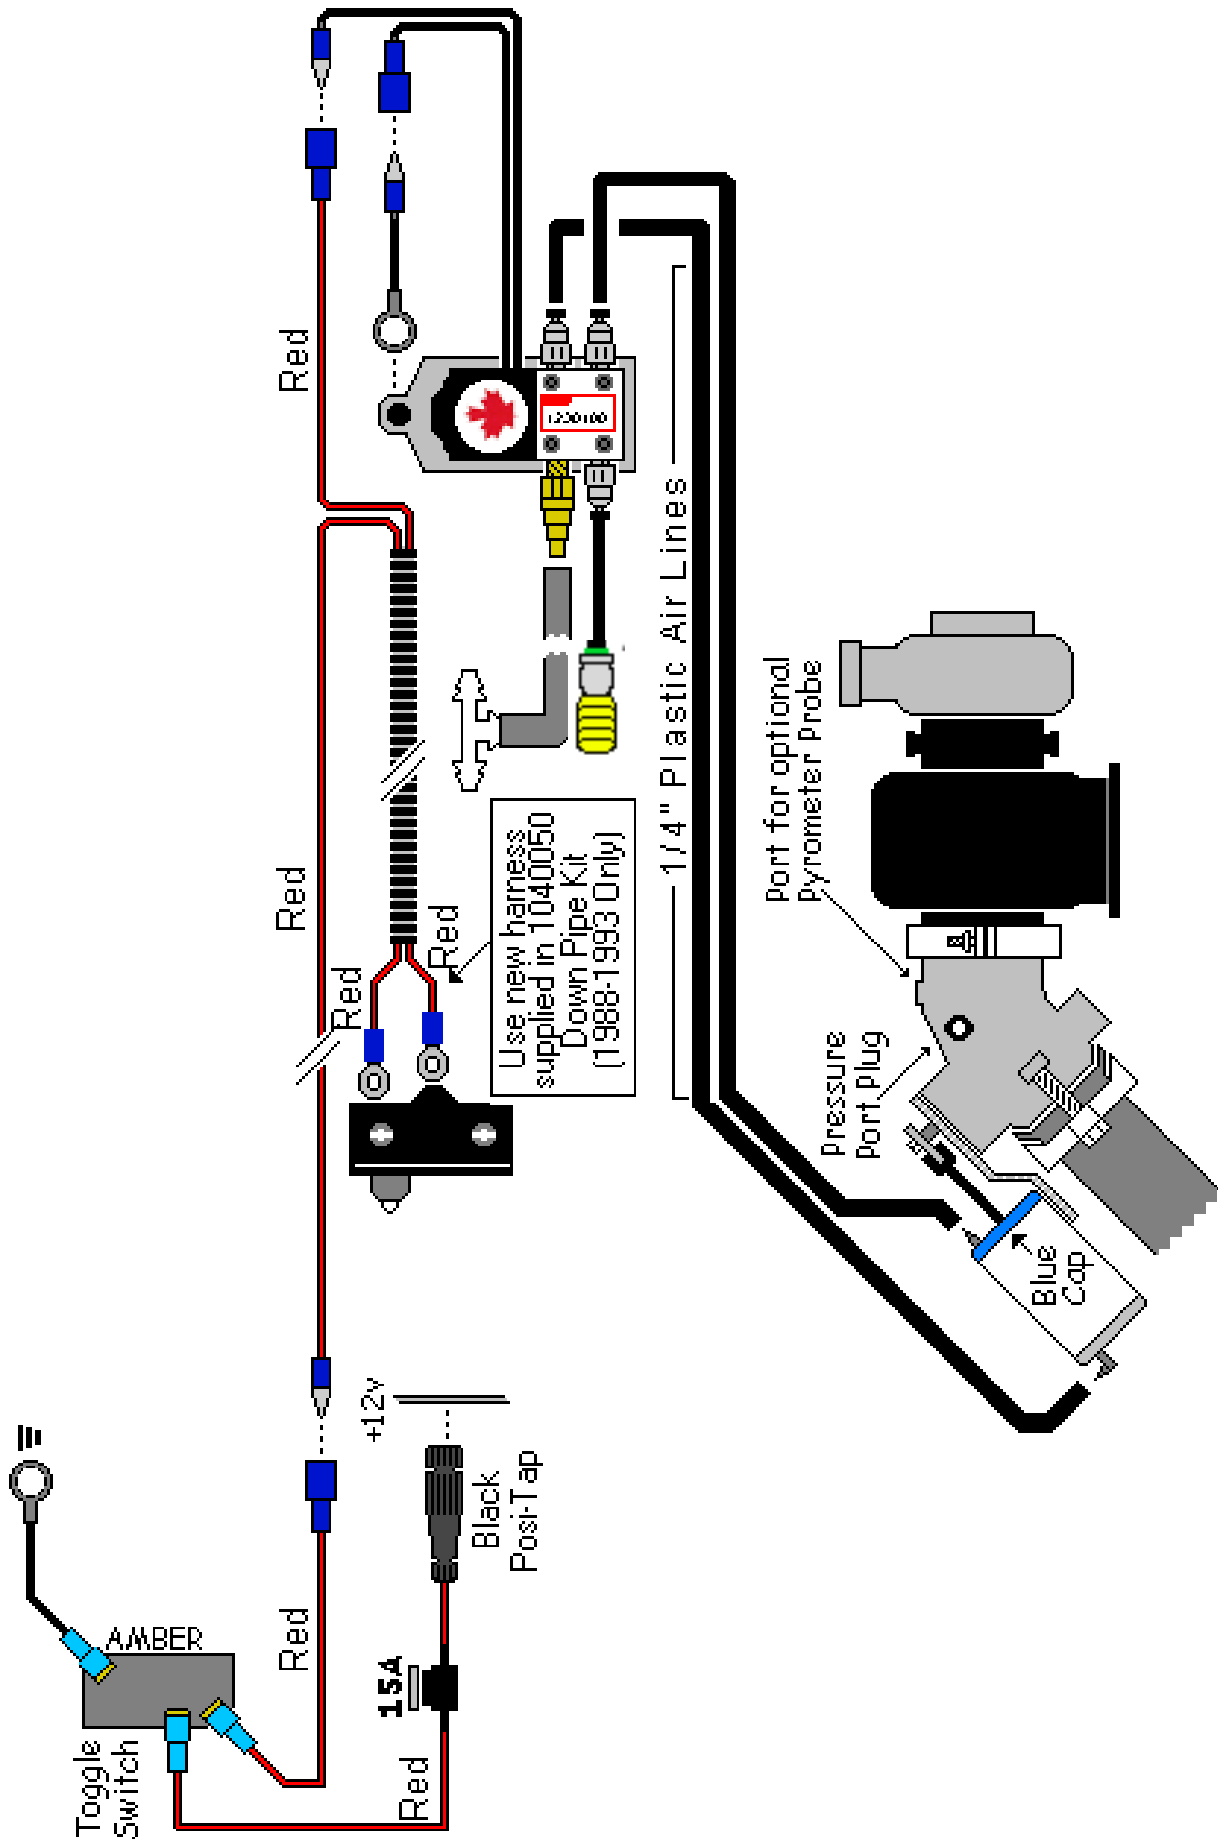 Toggle
Switch
AMBER
Red
Red
15A
Black
Posi-Tap
+12v
Red
Red
Red
Red
Use new harness
supplied in 1040050
Down Pipe Kit
(1988-1993 Only)
1200100
1/4" Plastic Air Lines
Blue
Cap
Pressure
Port Plug
Port for optional
Pyrometer Probe